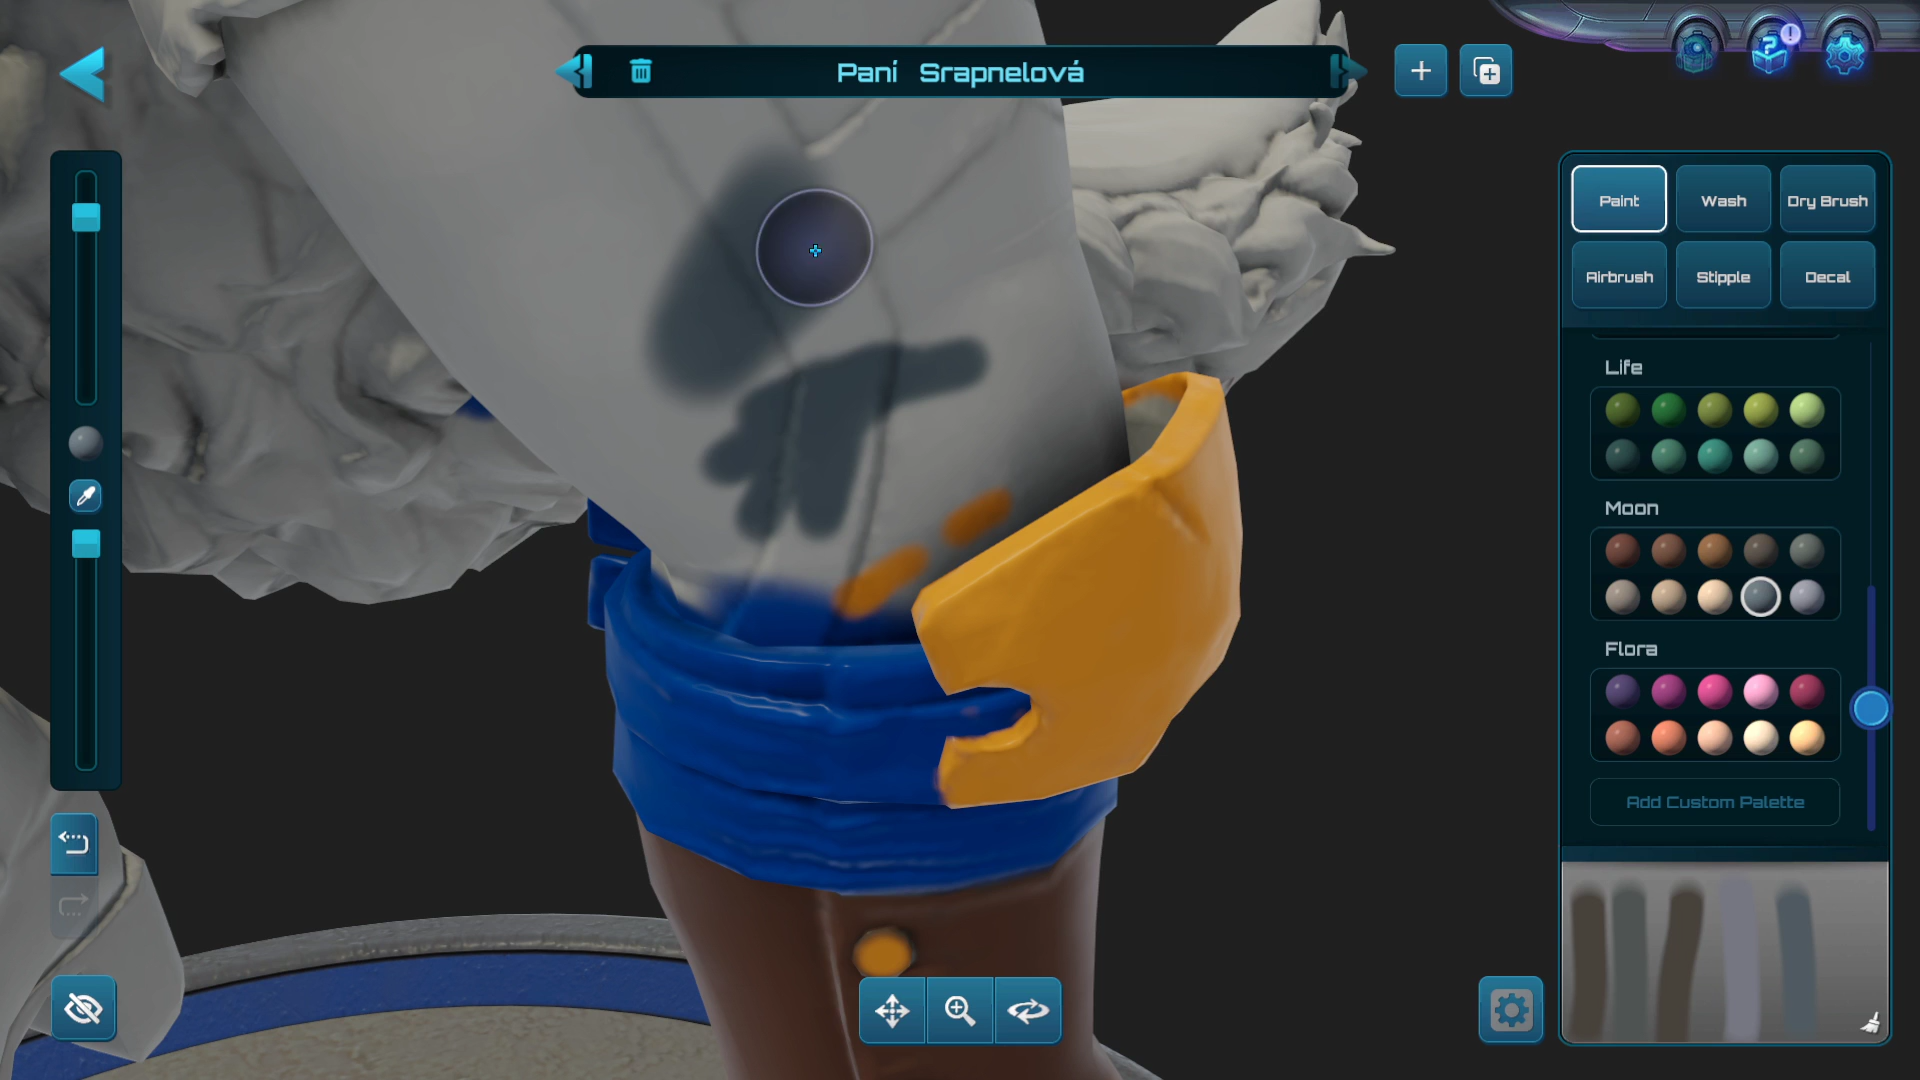 Paní Srapnelová
Paint Wash Dry Brush
Airbrush Stipple Decal
Life
Moon
Flora
Add Custom Palette